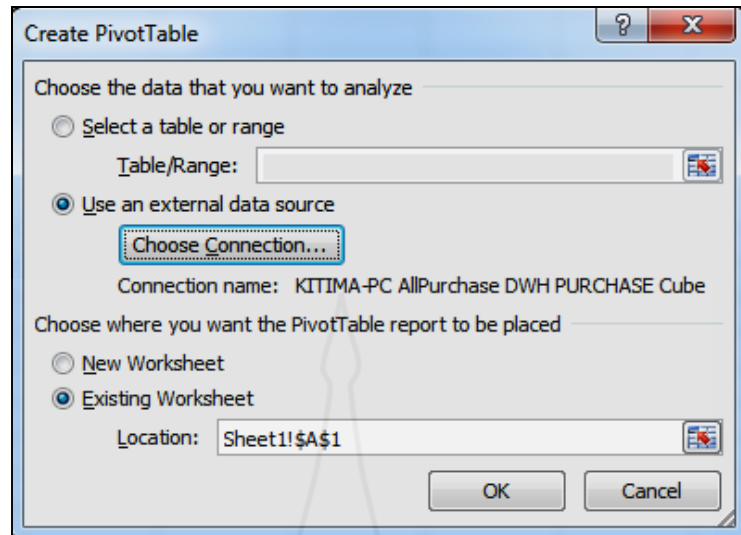 Create PivotTable
Choose the data that you want to analyze
Select a table or range
Table/Range:
Use an external data source
Choose Connection...
Connection name: KITIMA-PC AllPurchase DWH PURCHASE Cube
Choose where you want the PivotTable report to be placed
New Worksheet
Existing Worksheet
Location: Sheet1!$A$1
OK Cancel